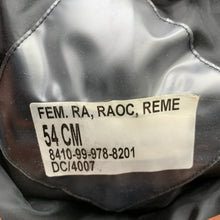 FEM. RA, RAOC, REME
54 CM
8410-99-978-8201
DC/4007